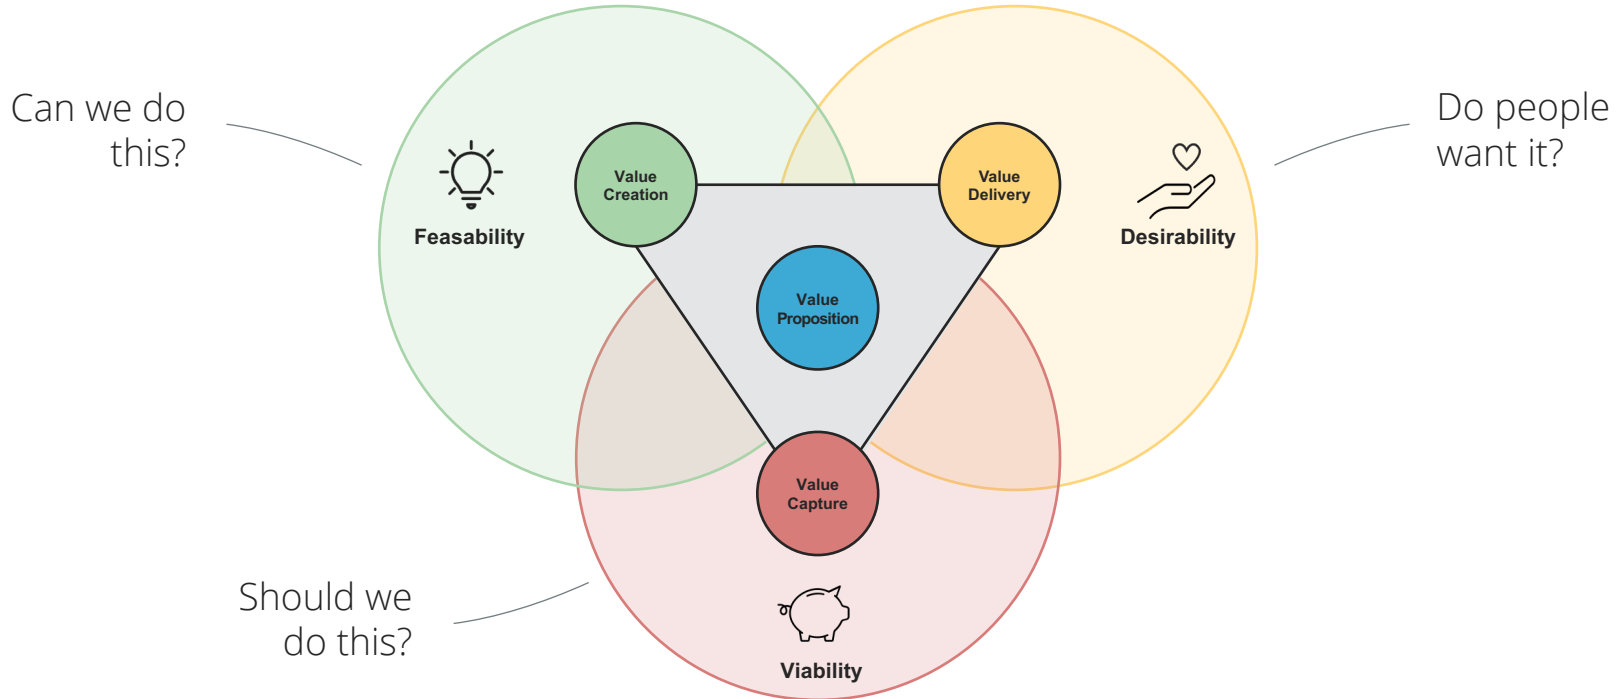 Can we do
this?
Feasability
Value
Creation
Value
Delivery
Desirability
Do people
want it?
Value
Proposition
Value
Capture
Should we
do this?
Viability